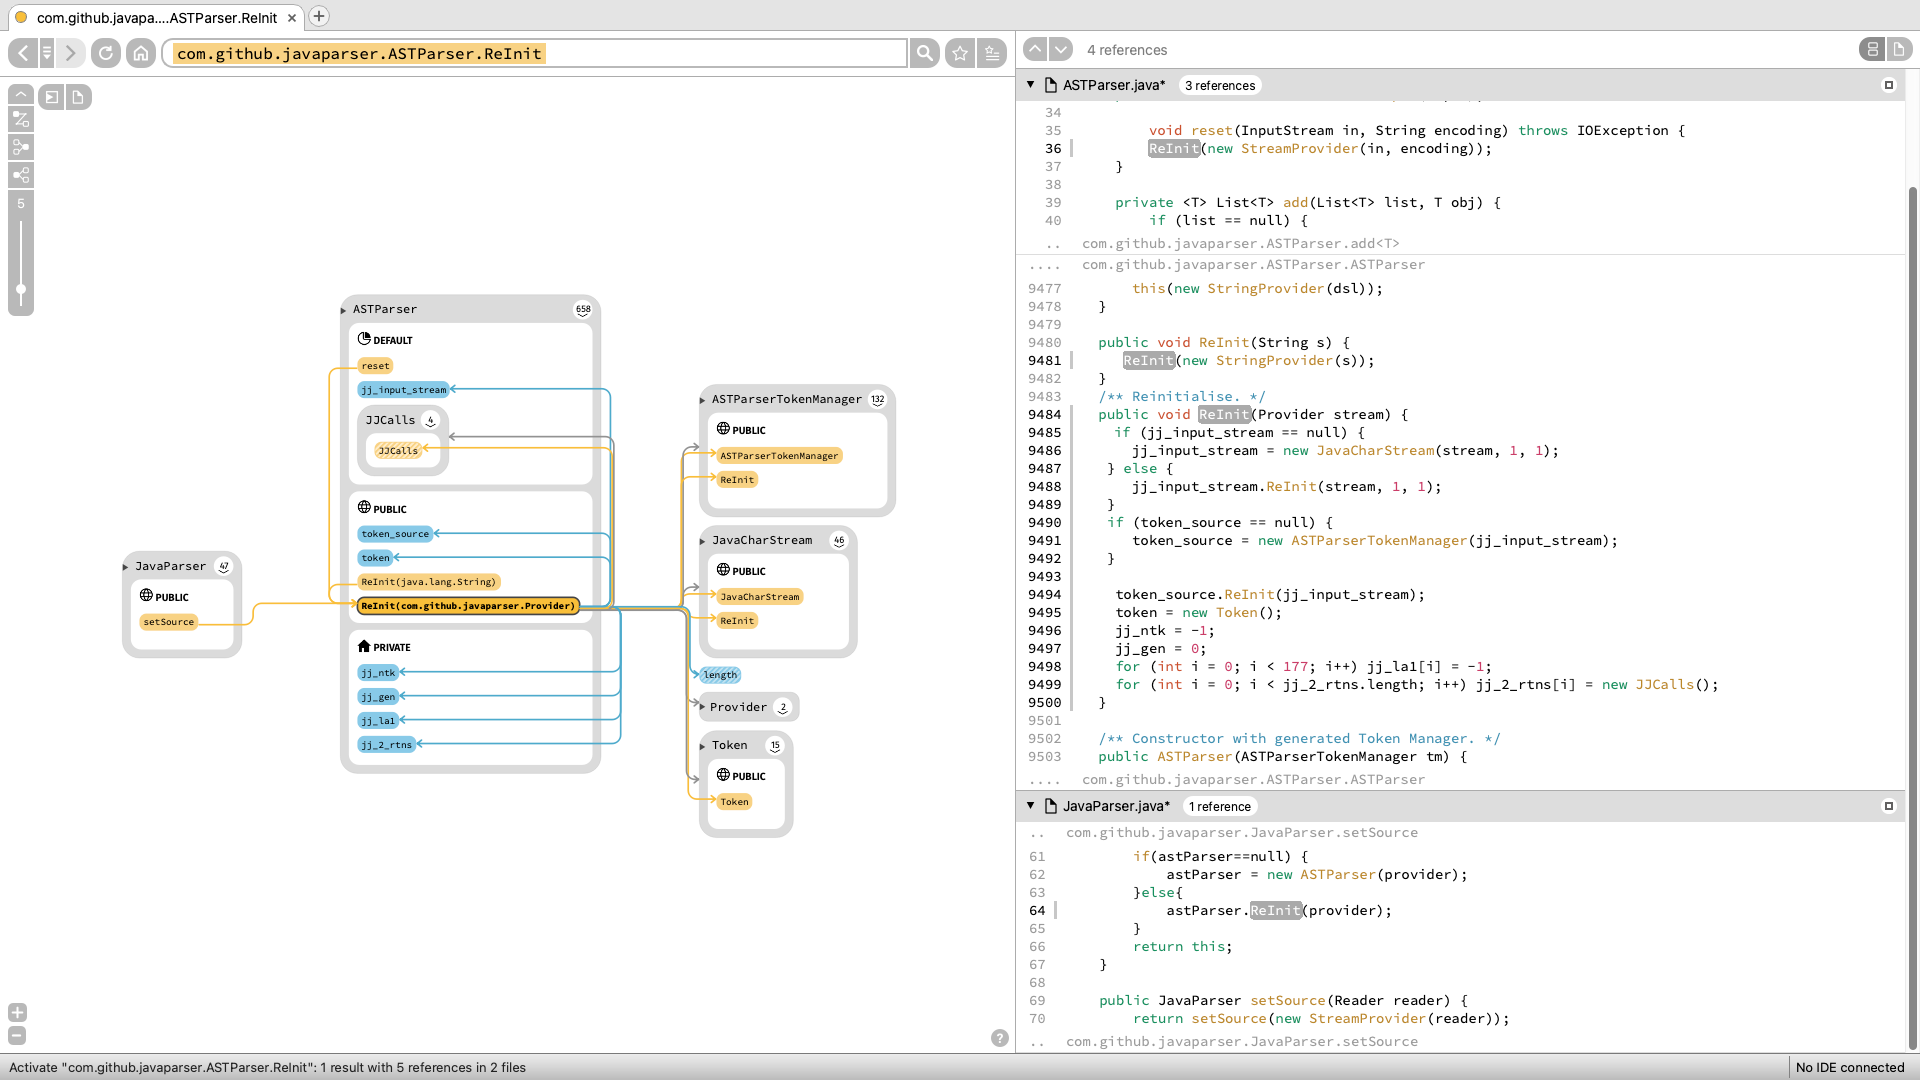 com.github.javapa....ASTParser.ReInit
com.github.javaparser.ASTParser.ReInit
5
ASTParser 658
DEFAULT
reset
jj_input_stream
JJCalls 4
JJCalls
PUBLIC
token_source
token
ReInit(java.lang.String)
ReInit(com.github.javaparser.Provider)
PRIVATE
jj_ntk
jj_gen
jj_la1
jj_2_rtns
JavaParser 47
PUBLIC
setSource
ASTParserTokenManager 132
PUBLIC
ASTParserTokenManager
ReInit
JavaCharStream 46
PUBLIC
JavaCharStream
ReInit
length
Provider 2
Token 15
PUBLIC
Token
?
4 references
ASTParser.java* 3 references
34
35 void reset(InputStream in, String encoding) throws IOException {
36 ReInit(new StreamProvider(in, encoding));
37 }
38
39 private <T> List<T> add(List<T> list, T obj) {
40 if (list == null) {
.. com.github.javaparser.ASTParser.add<T>
.... com.github.javaparser.ASTParser.ASTParser
9477 this(new StringProvider(dsl));
9478 }
9479
9480 public void ReInit(String s) {
9481 ReInit(new StringProvider(s));
9482 }
9483 /** Reinitialise. */
9484 public void ReInit(Provider stream) {
9485 if (jj_input_stream == null) {
9486 jj_input_stream = new JavaCharStream(stream, 1, 1);
9487 } else {
9488 jj_input_stream.ReInit(stream, 1, 1);
9489 }
9490 if (token_source == null) {
9491 token_source = new ASTParserTokenManager(jj_input_stream);
9492 }
9493
9494 token_source.ReInit(jj_input_stream);
9495 token = new Token();
9496 jj_ntk = -1;
9497 jj_gen = 0;
9498 for (int i = 0; i < 177; i++) jj_la1[i] = -1;
9499 for (int i = 0; i < jj_2_rtns.length; i++) jj_2_rtns[i] = new JJCalls();
9500 }
9501
9502 /** Constructor with generated Token Manager. */
9503 public ASTParser(ASTParserTokenManager tm) {
.... com.github.javaparser.ASTParser.ASTParser
JavaParser.java* 1 reference
.. com.github.javaparser.JavaParser.setSource
61 if(astParser==null) {
62 astParser = new ASTParser(provider);
63 }else{
64 astParser.ReInit(provider);
65 }
66 return this;
67 }
68
69 public JavaParser setSource(Reader reader) {
70 return setSource(new StreamProvider(reader));
.. com.github.javaparser.JavaParser.setSource
Activate "com.github.javaparser.ASTParser.ReInit": 1 result with 5 references in 2 files
No IDE connected